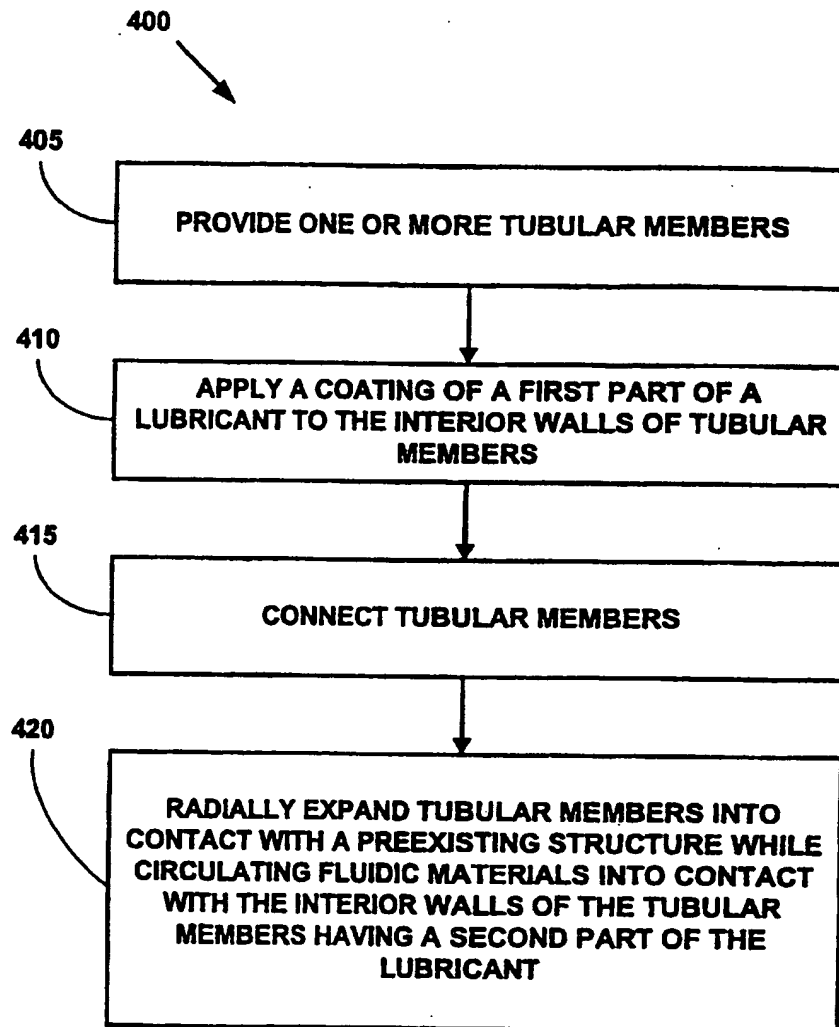 400
405
PROVIDE ONE OR MORE TUBULAR MEMBERS
410
APPLY A COATING OF A FIRST PART OF A
LUBRICANT TO THE INTERIOR WALLS OF TUBULAR
MEMBERS
415
CONNECT TUBULAR MEMBERS
420
RADIALLY EXPAND TUBULAR MEMBERS INTO
CONTACT WITH A PREEXISTING STRUCTURE WHILE
CIRCULATING FLUIDIC MATERIALS INTO CONTACT
WITH THE INTERIOR WALLS OF THE TUBULAR
MEMBERS HAVING A SECOND PART OF THE
LUBRICANT